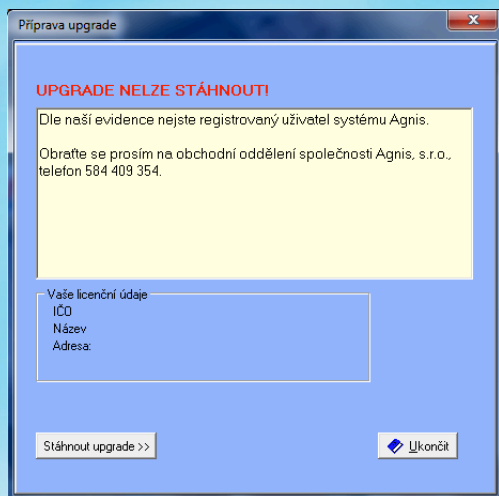 Příprava upgrade
UPGRADE NELZE STÁHNOUT!
Dle naší evidence nejste registrovaný uživatel systému Agnis.
Obraťte se prosím na obchodní oddělení společnosti Agnis, s.r.o.,
telefon 584 409 354.
Vaše licenční údaje
IČO
Název
Adresa:
Stáhnout upgrade >>
Ukončit